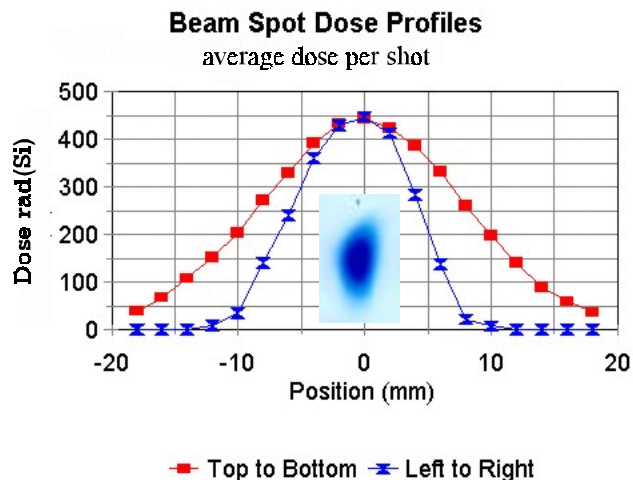 Beam Spot Dose Profiles
average dose per shot
Dose rad(Si)
500
400
300
200
100
0
-20 -10 0 10 20
Position (mm)
Top to Bottom Left to Right